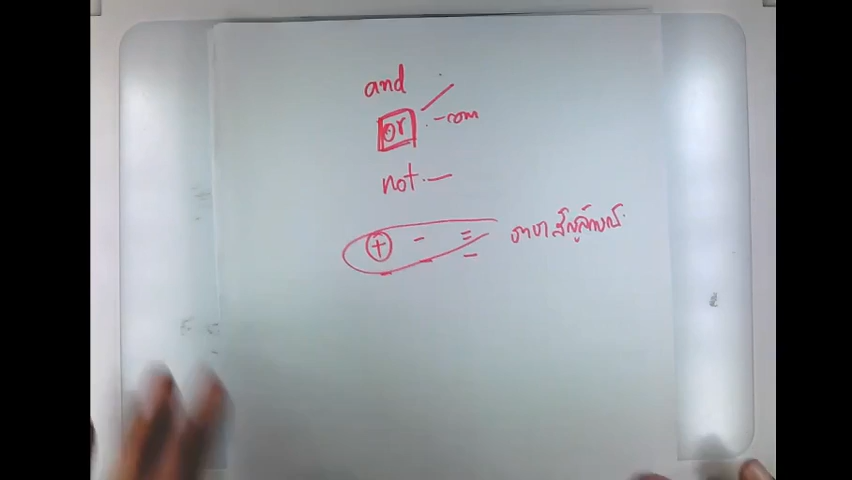 and
or
not
+ - = ภาษาสัญลักษณ์